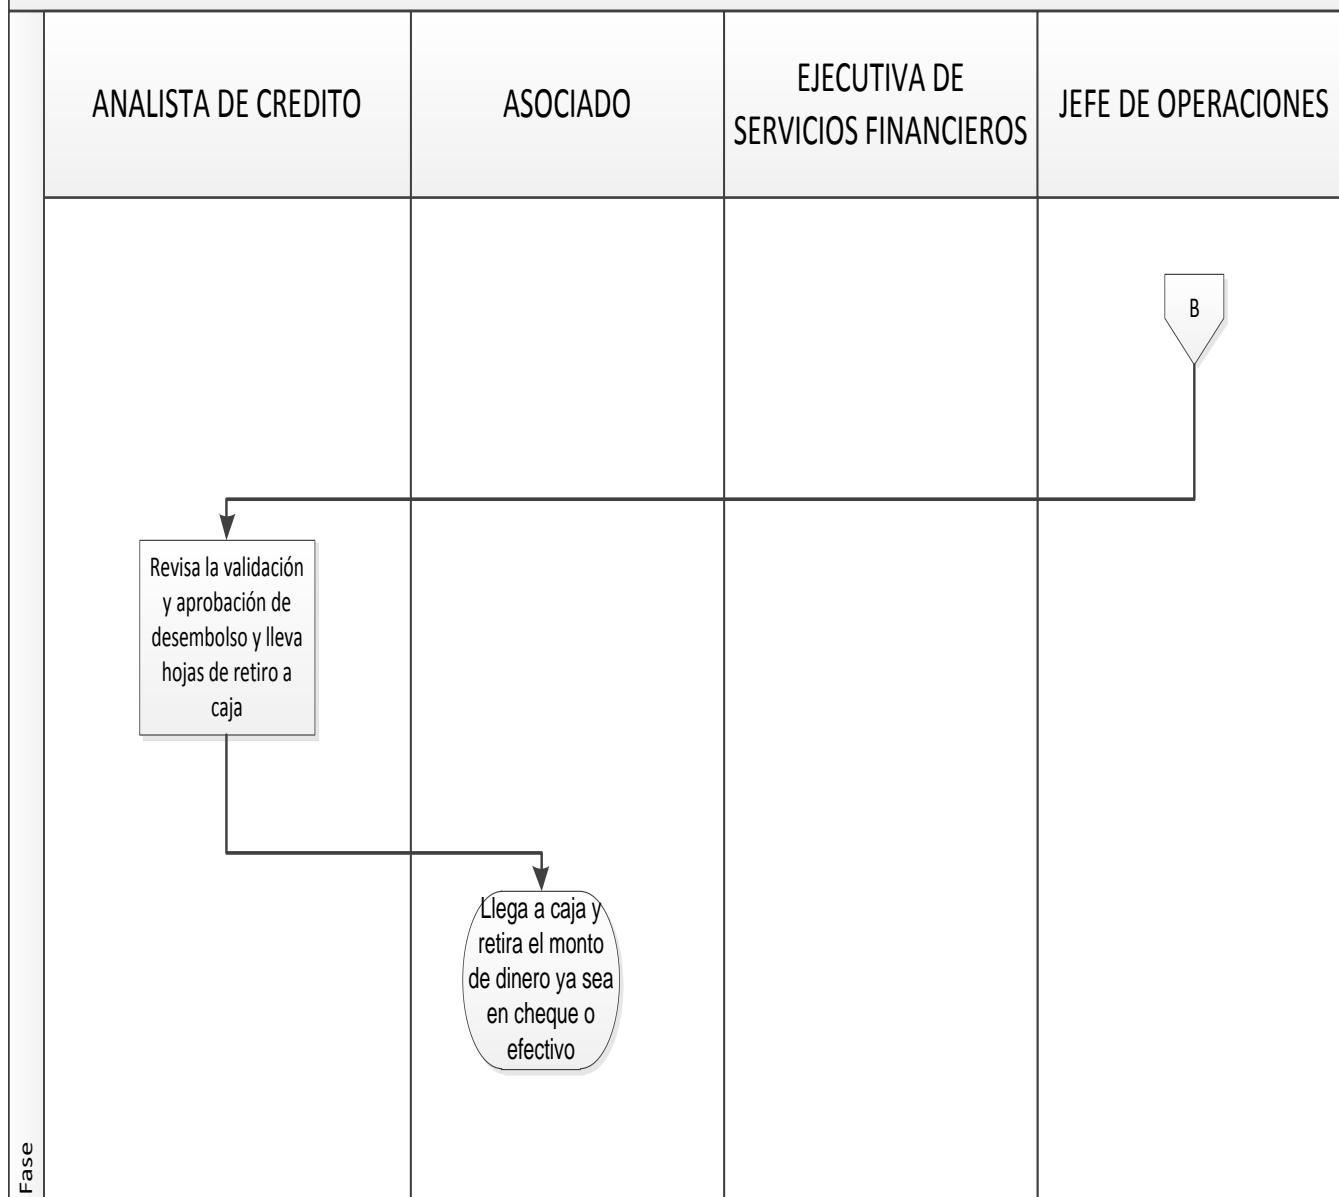 ANALISTA DE CREDITO
ASOCIADO
EJECUTIVA DE
SERVICIOS FINANCIEROS
JEFE DE OPERACIONES
B
Revisa la validación
y aprobación de
desembolso y lleva
hojas de retiro a
caja
Llega a caja y
retira el monto
de dinero ya sea
en cheque o
efectivo
Fase